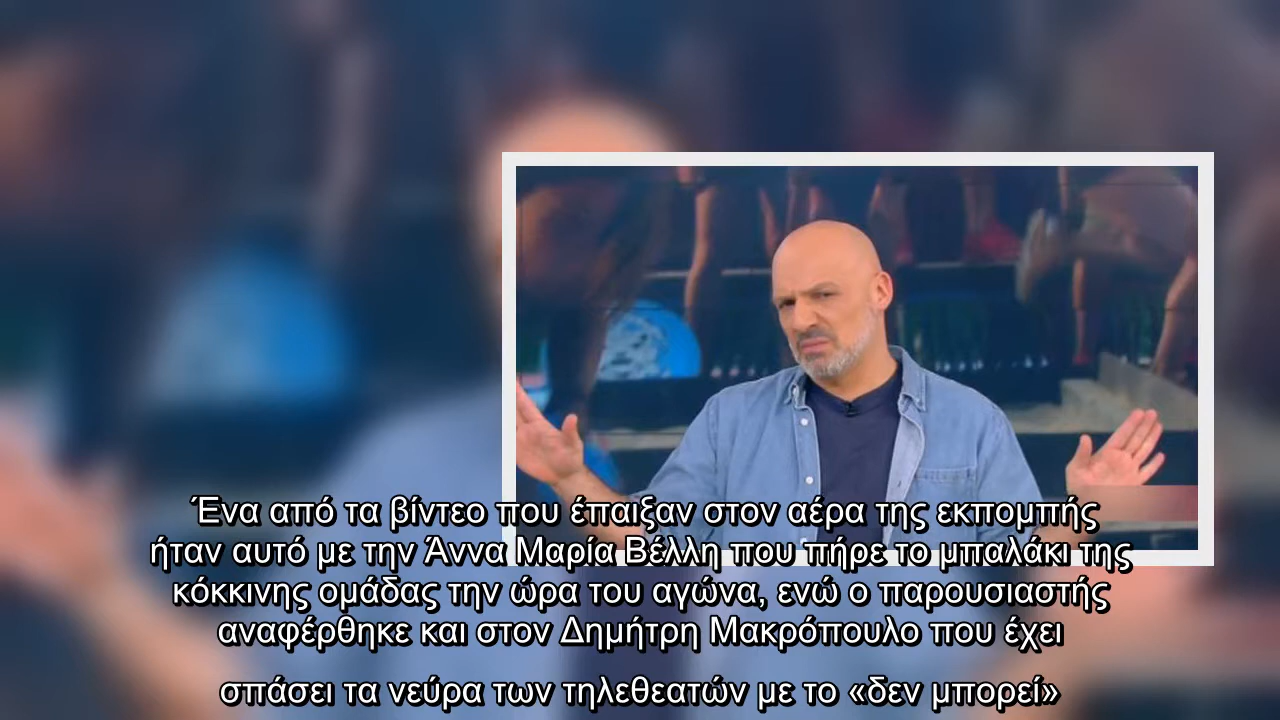 Ένα από τα βίντεο που έπαιξαν στον αέρα της εκπομπής
ήταν αυτό με την Άννα Μαρία Βέλλη που πήρε το μπαλάκι της
κόκκινης ομάδας την ώρα του αγώνα, ενώ ο παρουσιαστής
αναφέρθηκε και στον Δημήτρη Μακρόπουλο που έχει
σπάσει τα νεύρα των τηλεθεατών με το «δεν μπορεί»